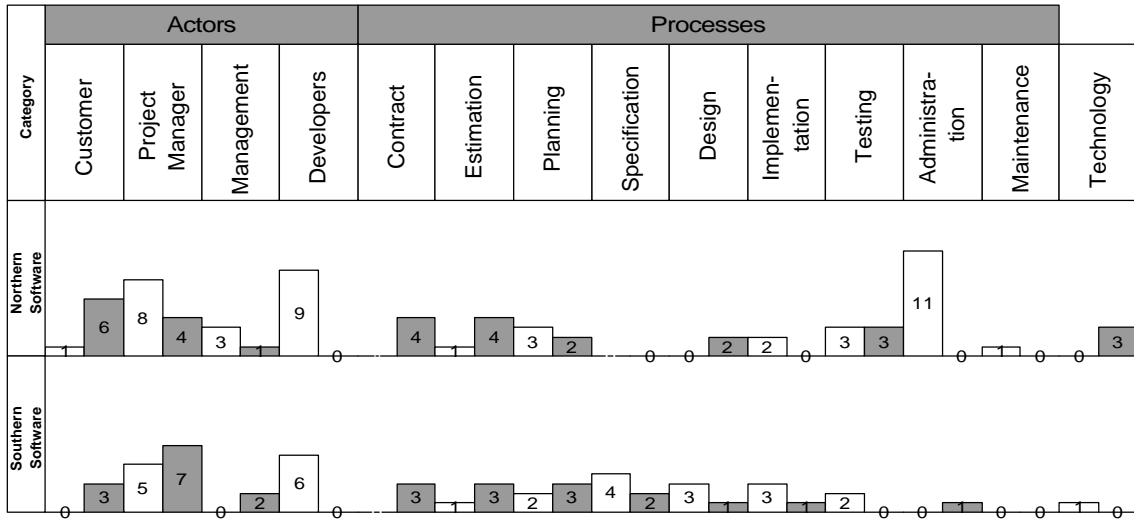 Actors Processes
Category
Customer
Project
Manager
Management
Developers
Contract
Estimation
Planning
Specification
Design
Implemen-
tation
Testing
Administra-
tion
Maintenance
Technology
Northern
Software
1 6 8 4 3 1 9 0 4 1 4 3 2 0 0 2 2 0 3 3 11 0 1 0 0 3
Southern
Software
0 3 5 7 0 2 6 0 3 1 3 2 3 4 2 3 1 3 1 2 0 0 1 0 0 1 0